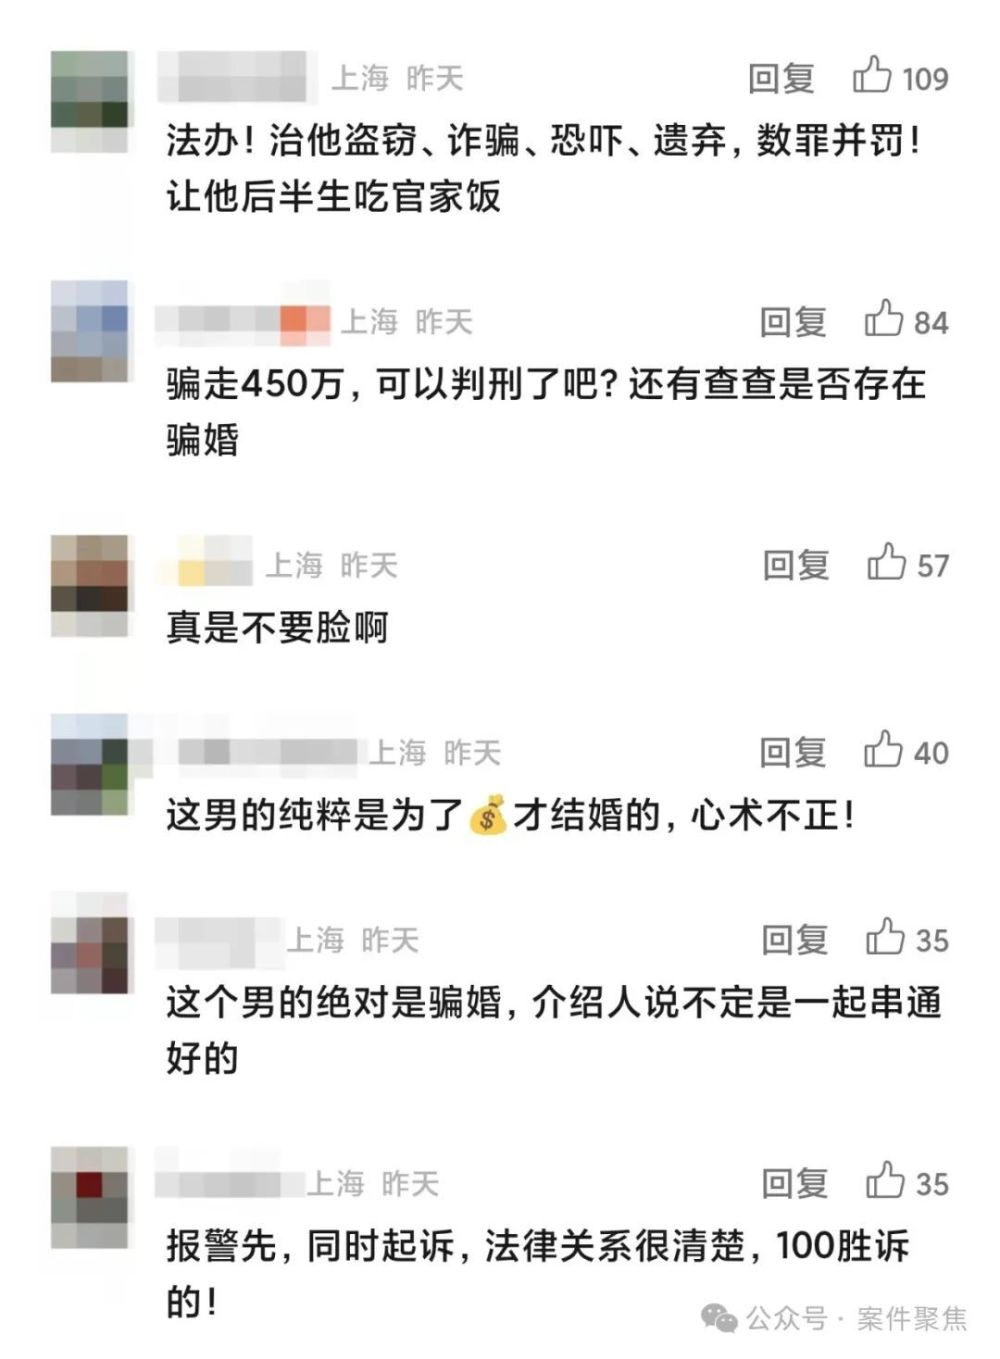 上海 昨天 回复 109
法办！治他盗窃、诈骗、恐吓、遗弃，数罪并罚！
让他后半生吃官家饭
上海 昨天 回复 84
骗走450万，可以判刑了吧？还有查查是否存在
骗婚
上海 昨天 回复 57
真是不要脸啊
上海 昨天 回复 40
这男的纯粹是为了💰才结婚的，心术不正！
上海 昨天 回复 35
这个男的绝对是骗婚，介绍人说不定是一起串通
好的
上海 昨天 回复 35
报警先，同时起诉，法律关系很清楚，100胜诉
的！
公众号·案件聚焦